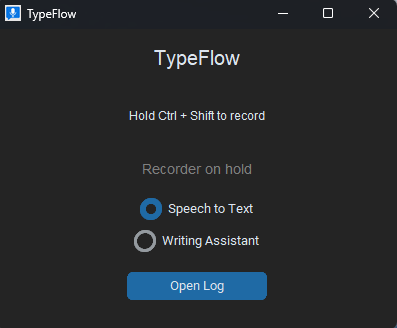 TypeFlow
TypeFlow
Hold Ctrl + Shift to record
Recorder on hold
Speech to Text
Writing Assistant
Open Log